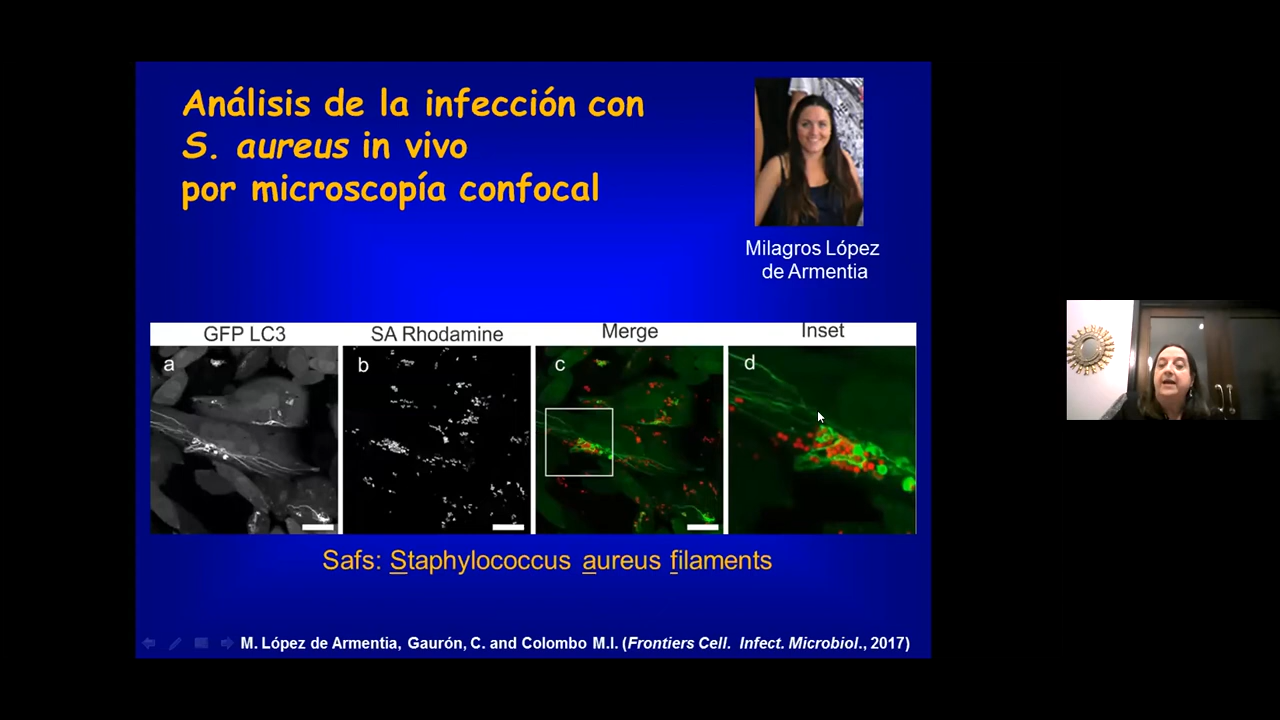 Análisis de la infección con
S. aureus in vivo
por microscopía confocal
Milagros López
de Armentia
GFP LC3
SA Rhodamine
Merge
Inset
a
b
c
d
Safs: Staphylococcus aureus filaments
M. López de Armentia, Gaurón, C. and Colombo M.I. (Frontiers Cell. Infect. Microbiol., 2017)